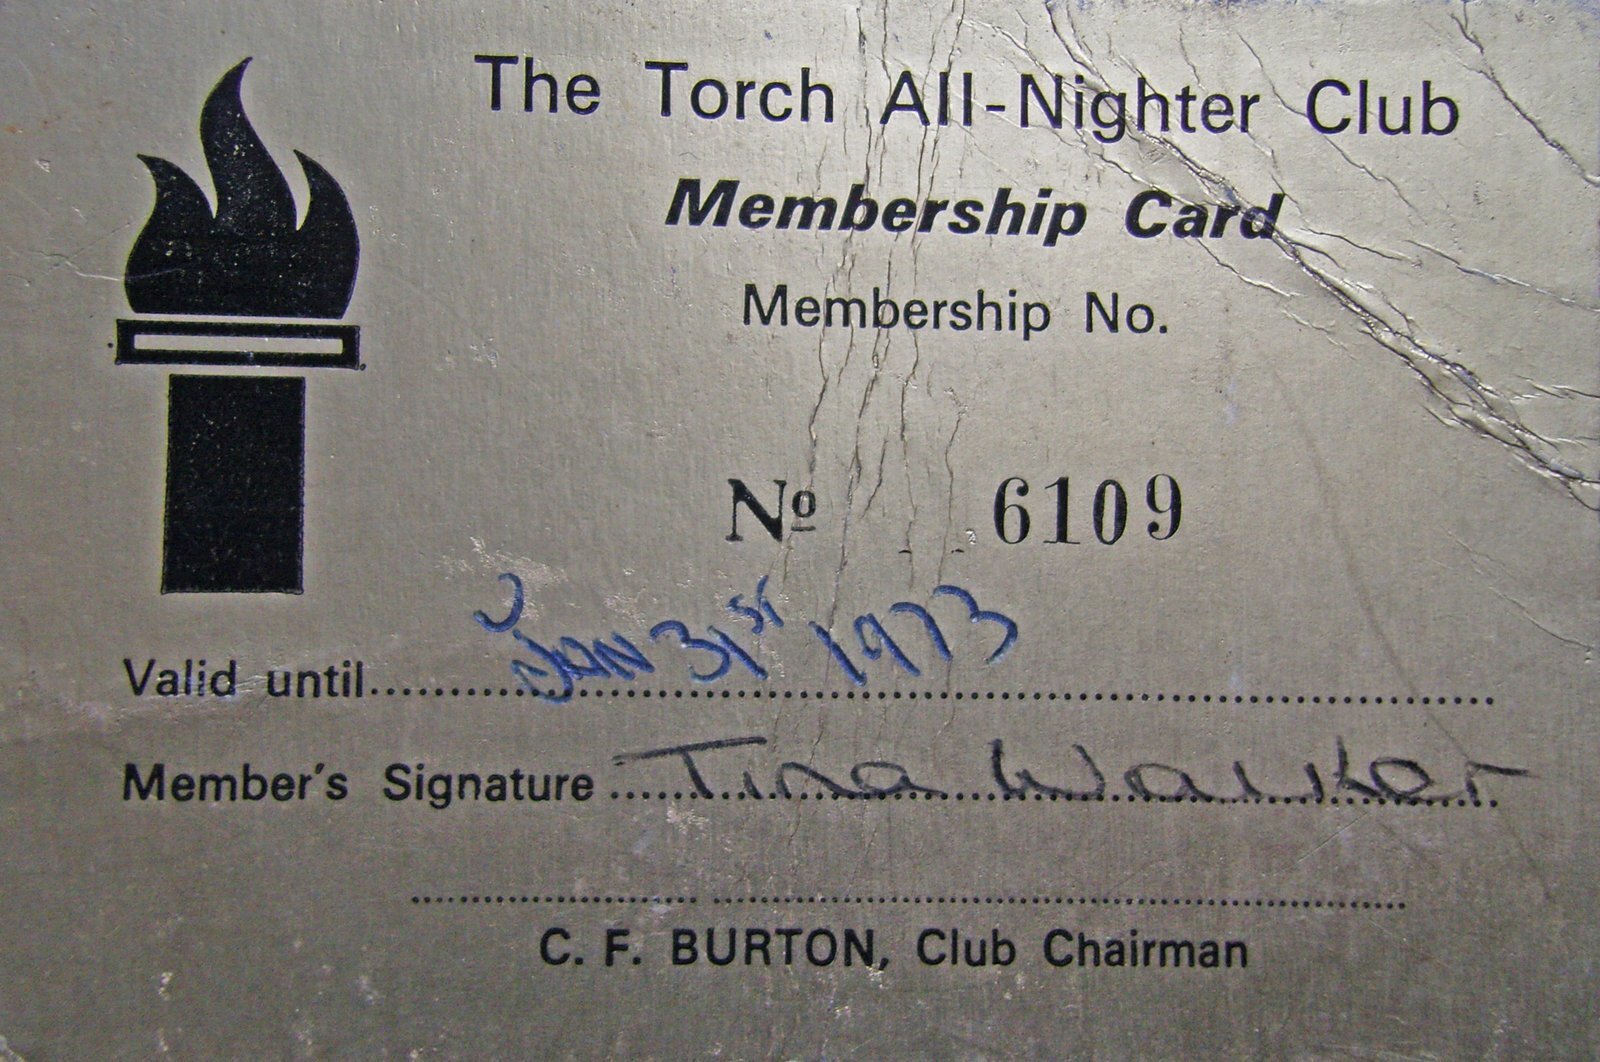 The Torch All-Nighter Club
Membership Card
Membership No.
Nº 6109
Valid until Jan 31st 1973
Member's Signature Tina Walker
C. F. BURTON, Club Chairman